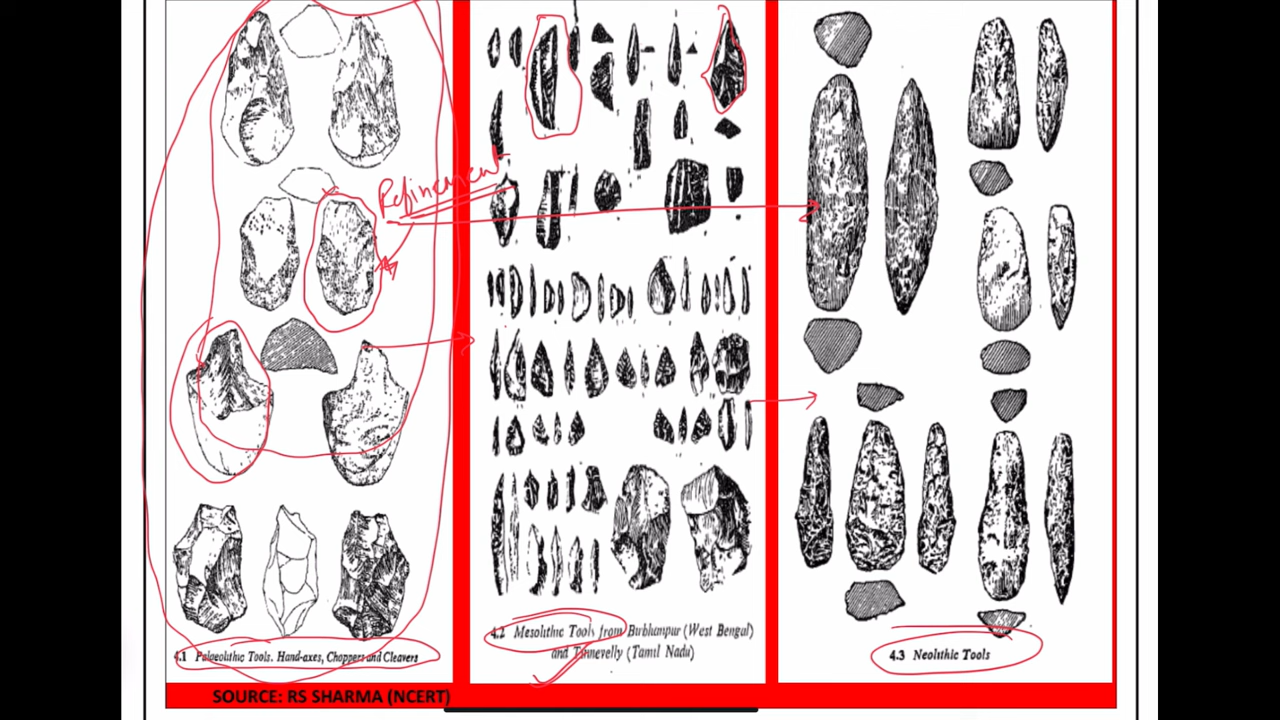 Refinement
4.1 Palaeolithic Tools. Hand-axes, Choppers and Cleavers
4.2 Mesolithic Tools from Birbhanpur (West Bengal)
and Tinnevelly (Tamil Nadu)
4.3 Neolithic Tools
SOURCE: RS SHARMA (NCERT)